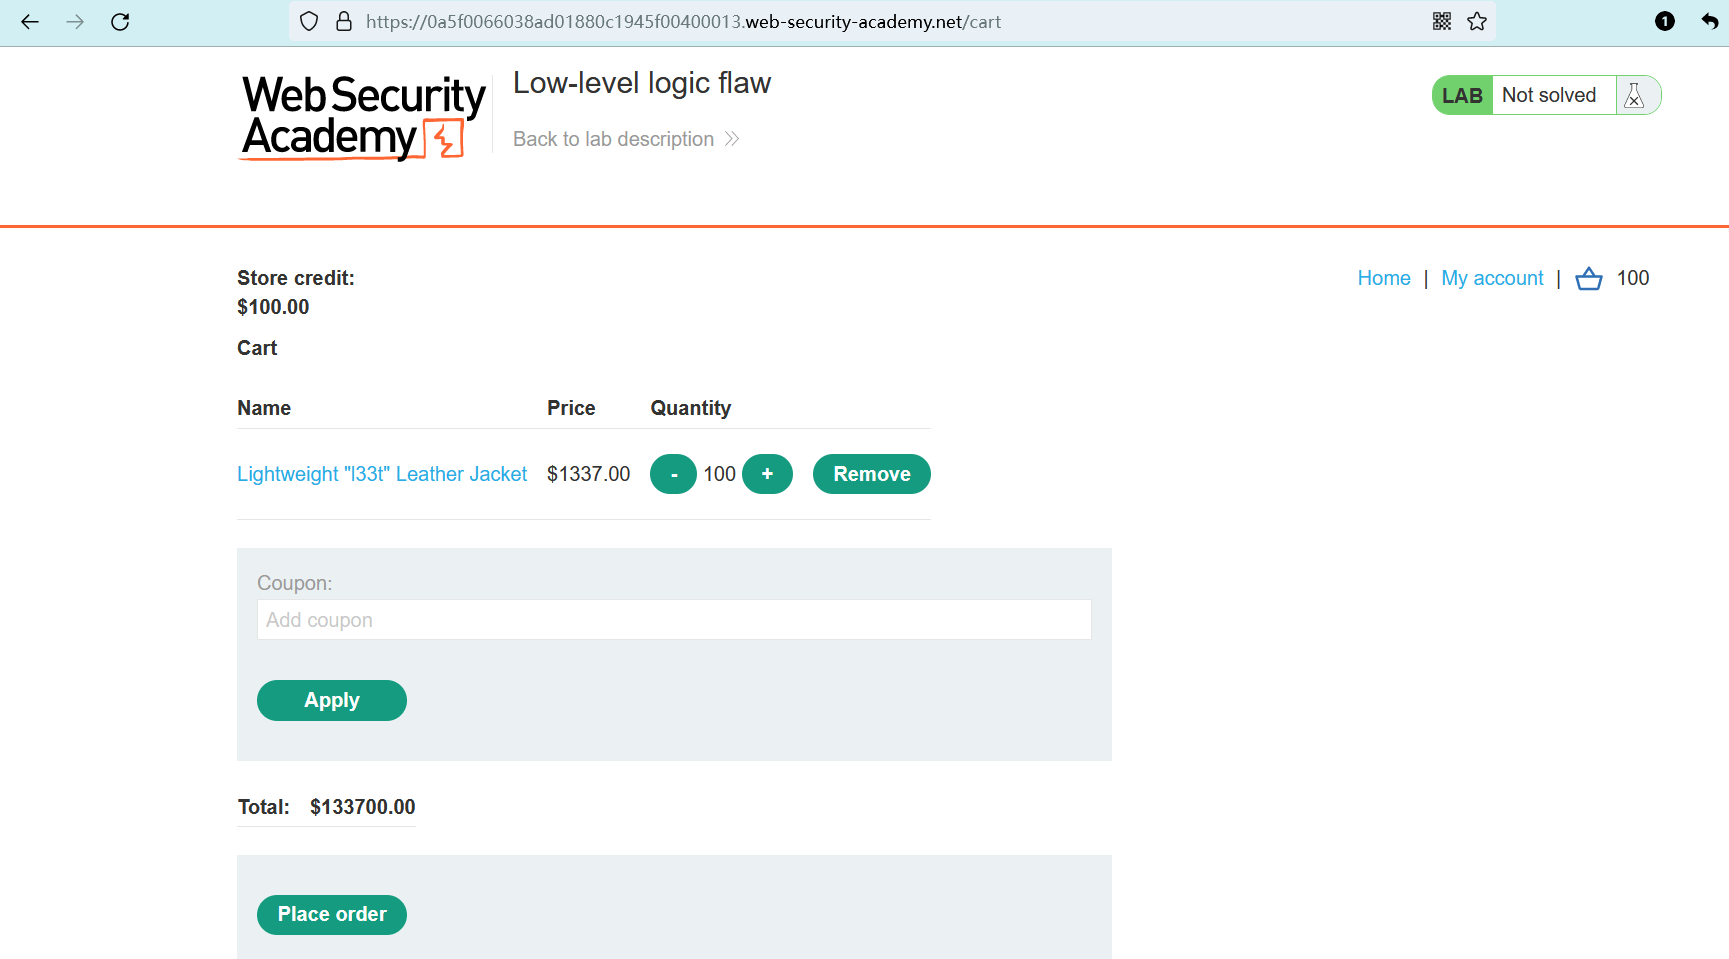 https://0a5f0066038ad01880c1945f00400013.web-security-academy.net/cart
1
Web Security
Academy
Low-level logic flaw
Back to lab description
LAB Not solved
Store credit:
$100.00
Home | My account | 100
Cart
Name Price Quantity
Lightweight "l33t" Leather Jacket $1337.00 - 100 + Remove
Coupon:
Add coupon
Apply
Total: $133700.00
Place order